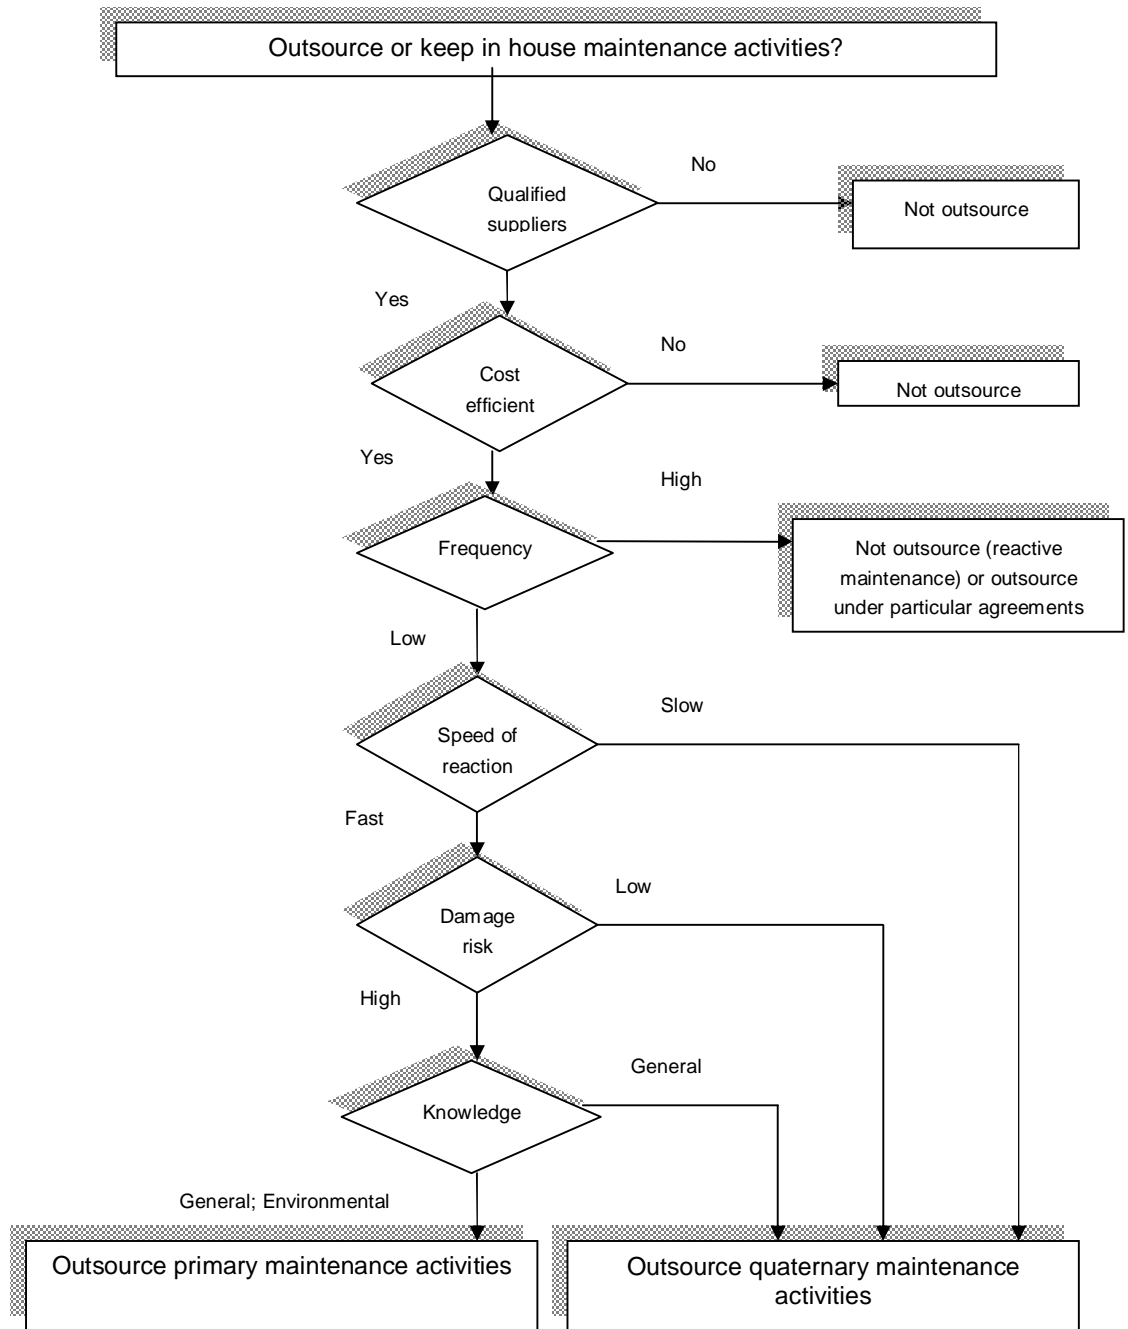 Outsource or keep in house maintenance activities?
No
Qualified
suppliers
Not outsource
Yes
No
Cost
efficient
Not outsource
Yes
High
Frequency
Not outsource (reactive
maintenance) or outsource
under particular agreements
Low
Slow
Speed of
reaction
Fast
Low
Damage
risk
High
General
Knowledge
General; Environmental
Outsource primary maintenance activities
Outsource quaternary maintenance
activities